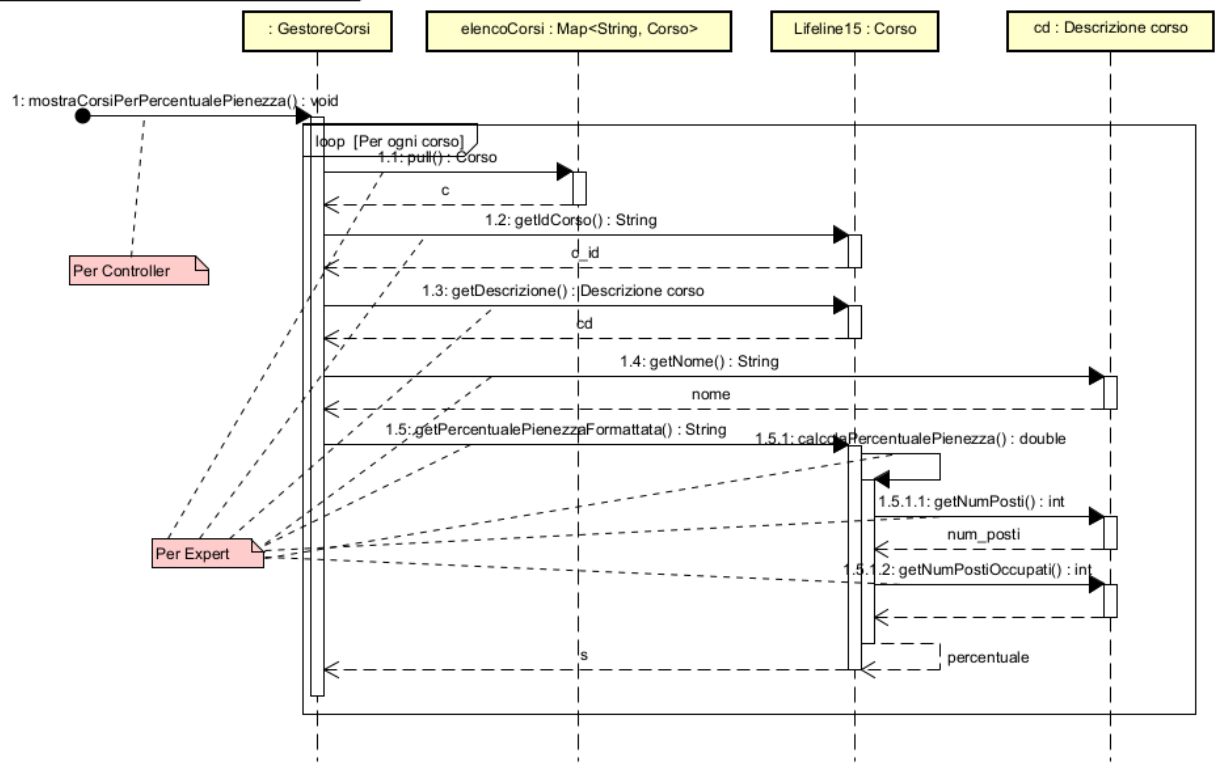 : GestoreCorsi
elencoCorsi : Map<String, Corso>
Lifeline15 : Corso
cd : Descrizione corso
1: mostraCorsiPerPercentualePienezza() : void
loop [Per ogni corso]
1.1: pull() : Corso
c
1.2: getIdCorso() : String
c_id
Per Controller
1.3: getDescrizione() : Descrizione corso
cd
1.4: getNome() : String
nome
1.5: getPercentualePienezzaFormattata() : String
1.5.1: calcolaPercentualePienezza() : double
1.5.1.1: getNumPosti() : int
num_posti
Per Expert
1.5.1.2: getNumPostiOccupati() : int
s
percentuale